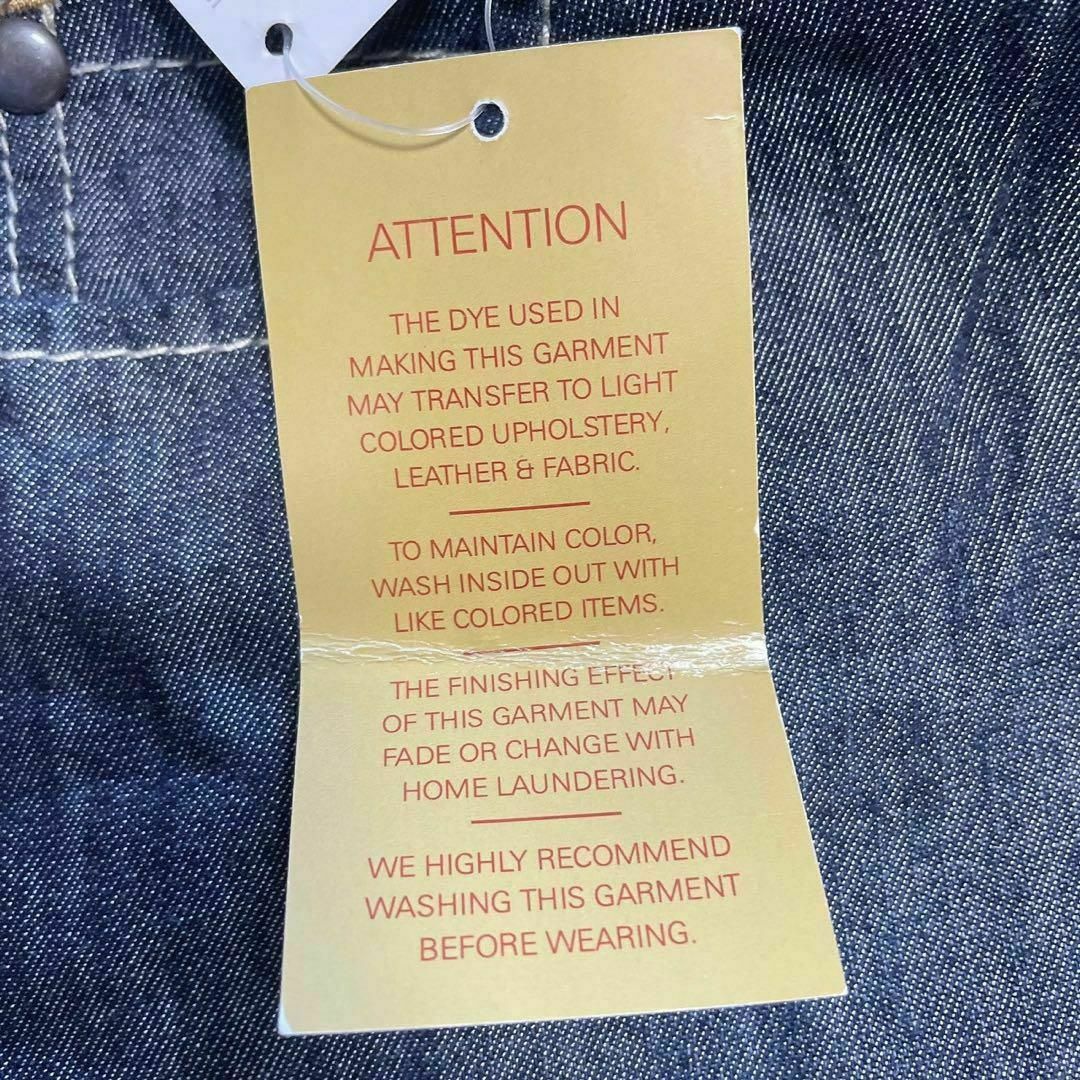 ATTENTION
THE DYE USED IN
MAKING THIS GARMENT
MAY TRANSFER TO LIGHT
COLORED UPHOLSTERY,
LEATHER & FABRIC.
TO MAINTAIN COLOR,
WASH INSIDE OUT WITH
LIKE COLORED ITEMS.
THE FINISHING EFFECT
OF THIS GARMENT MAY
FADE OR CHANGE WITH
HOME LAUNDERING.
WE HIGHLY RECOMMEND
WASHING THIS GARMENT
BEFORE WEARING.